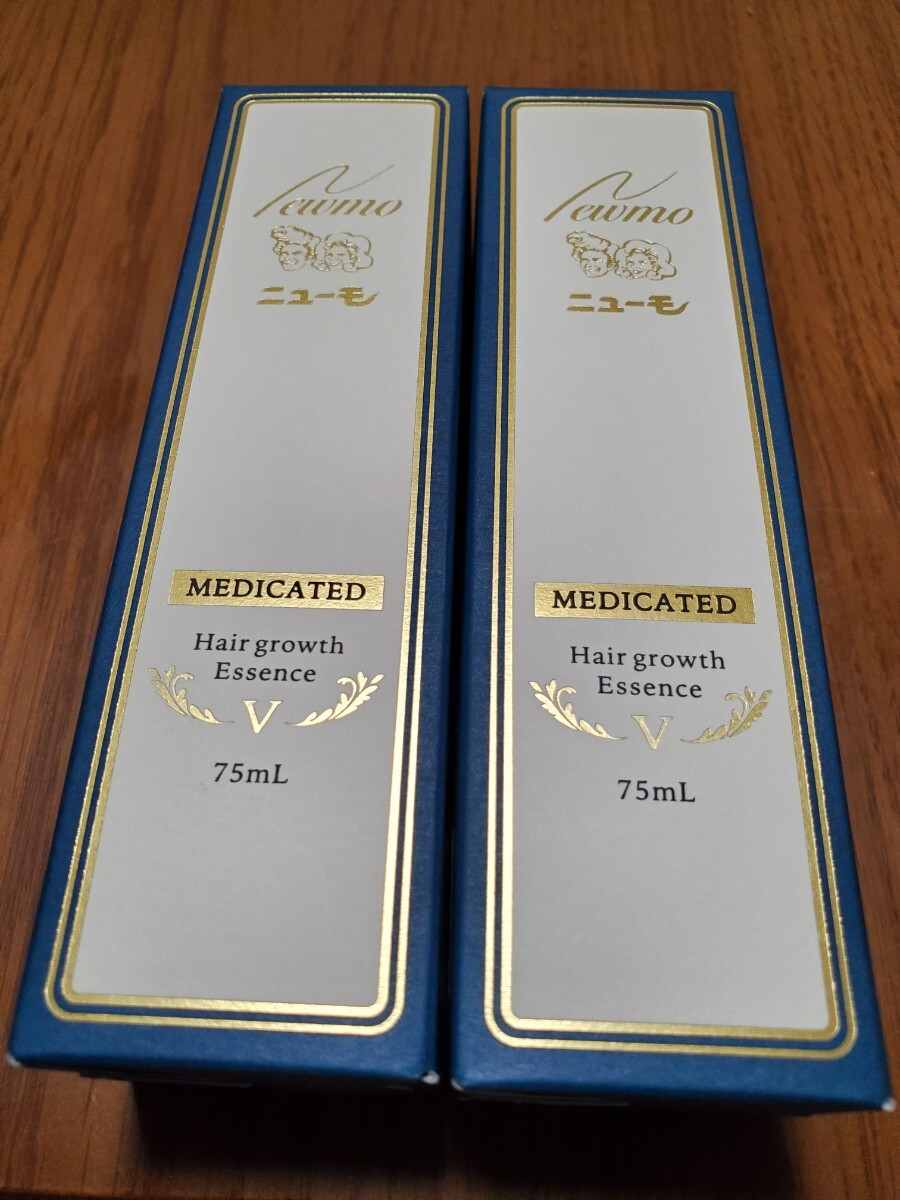 Newmo
ニューモ
MEDICATED
Hair growth
Essence
V
75mL
Newmo
ニューモ
MEDICATED
Hair growth
Essence
V
75mL